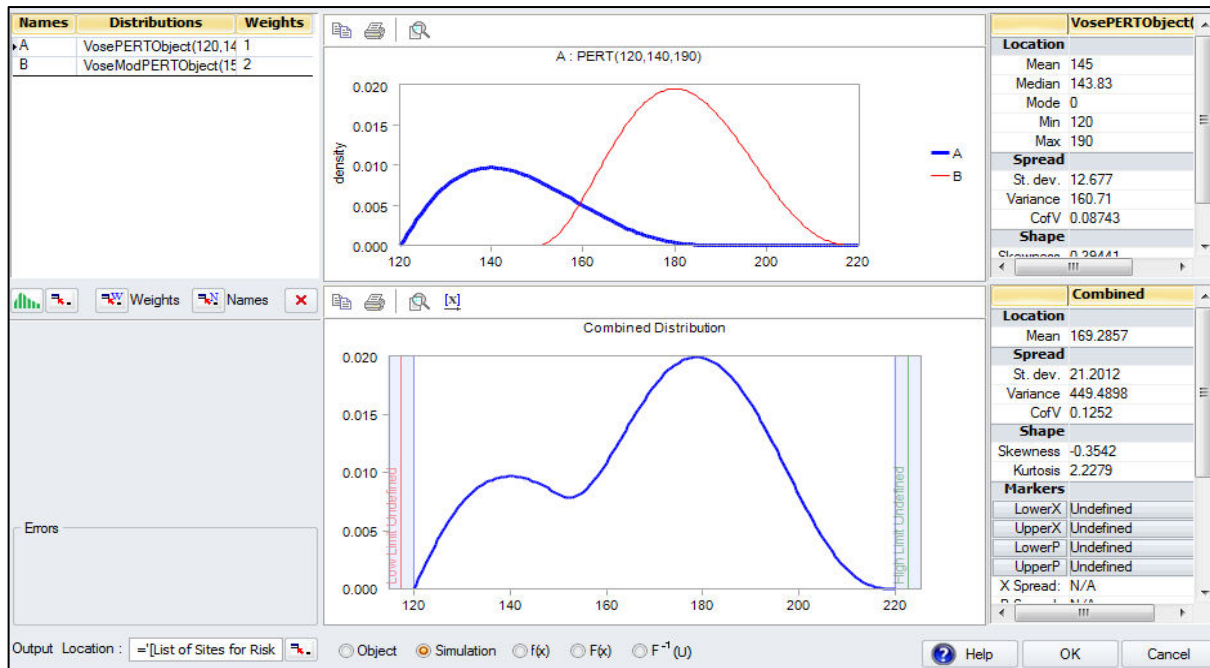 Names Distributions Weights
A VosePERTObject(120,14 1
B VoseModPERTObject(15 2
A : PERT(120,140,190)
0.020
0.015
0.010
0.005
0.000
density
120 140 160 180 200 220
A
B
VosePERTObject(
Location
Mean 145
Median 143.83
Mode 0
Min 120
Max 190
Spread
St. dev. 12.677
Variance 160.71
CofV 0.08743
Shape
Skewness 0.39441
Weights Names
Combined Distribution
0.020
0.015
0.010
0.005
0.000
Low Limit Undefined
High Limit Undefined
120 140 160 180 200 220
Combined
Location
Mean 169.2857
Spread
St. dev. 21.2012
Variance 449.4898
CofV 0.1252
Shape
Skewness -0.3542
Kurtosis 2.2279
Markers
LowerX Undefined
UpperX Undefined
LowerP Undefined
UpperP Undefined
X Spread: N/A
Errors
Output Location : ='[List of Sites for Risk
Object Simulation f(x) F(x) F⁻¹(U)
Help OK Cancel